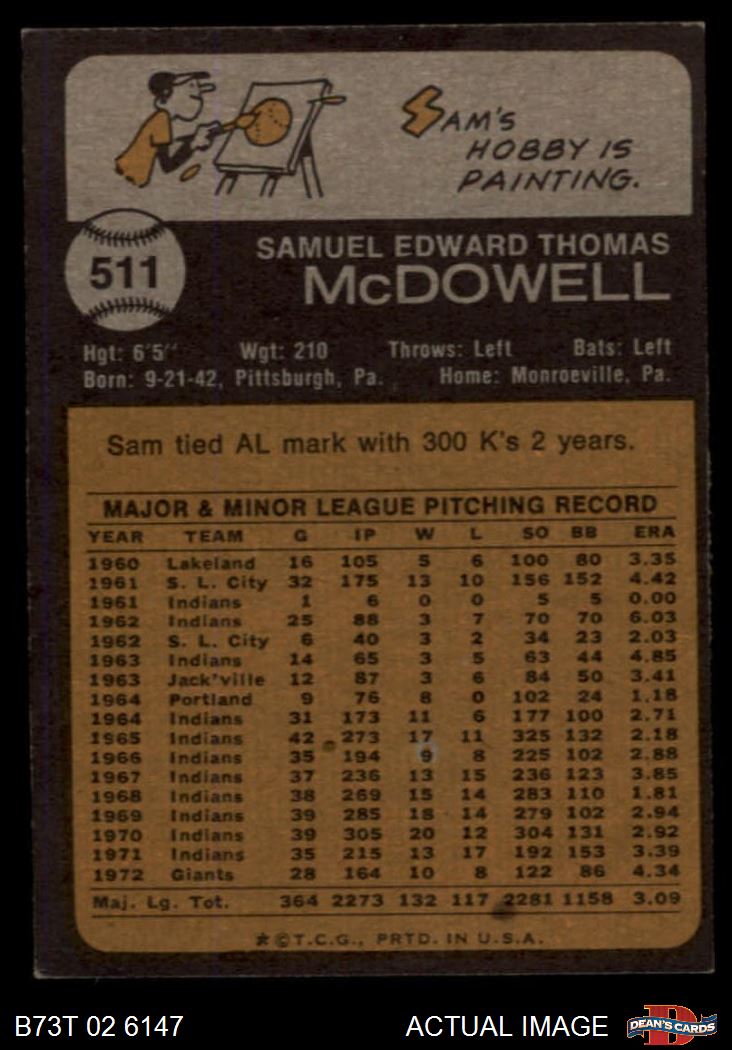 SAM'S
HOBBY IS
PAINTING.
511
SAMUEL EDWARD THOMAS
McDOWELL
Hgt: 6'5" Wgt: 210 Throws: Left Bats: Left
Born: 9-21-42, Pittsburgh, Pa. Home: Monroeville, Pa.
Sam tied AL mark with 300 K's 2 years.
MAJOR & MINOR LEAGUE PITCHING RECORD
YEAR TEAM G IP W L SO BB ERA
1960 Lakeland 16 105 5 6 100 80 3.35
1961 S. L. City 32 175 13 10 156 152 4.42
1961 Indians 1 6 0 0 5 5 0.00
1962 Indians 25 88 3 7 70 70 6.03
1962 S. L. City 6 40 3 2 34 23 2.03
1963 Indians 14 65 3 5 63 44 4.85
1963 Jack'ville 12 87 3 6 84 50 3.41
1964 Portland 9 76 8 0 102 24 1.18
1964 Indians 31 173 11 6 177 100 2.71
1965 Indians 42 273 17 11 325 132 2.18
1966 Indians 35 194 9 8 225 102 2.88
1967 Indians 37 236 13 15 236 123 3.85
1968 Indians 38 269 15 14 283 110 1.81
1969 Indians 39 285 18 14 279 102 2.94
1970 Indians 39 305 20 12 304 131 2.92
1971 Indians 35 215 13 17 192 153 3.39
1972 Giants 28 164 10 8 122 86 4.34
Maj. Lg. Tot. 364 2273 132 117 2281 1158 3.09
★©T.C.G., PRTD. IN U.S.A.
B73T 02 6147 ACTUAL IMAGE
D
DEAN'S CARDS